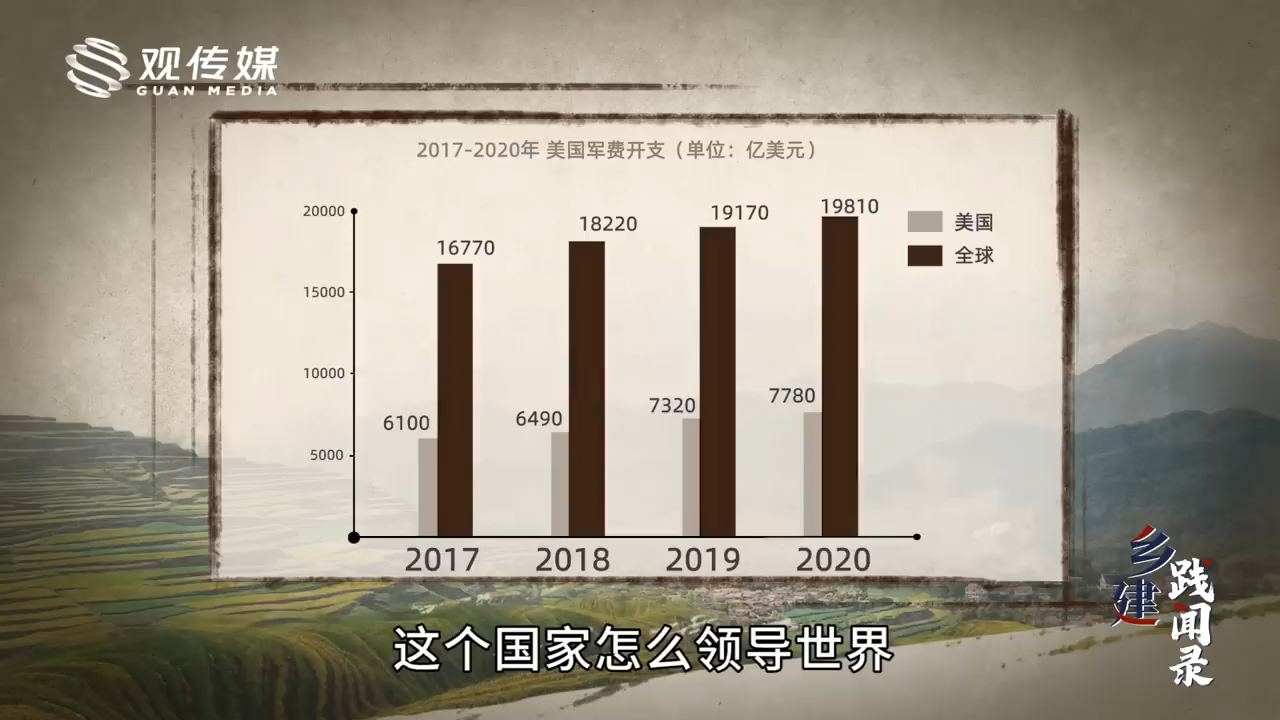 观传媒
GUAN MEDIA
2017-2020年 美国军费开支（单位：亿美元）
20000
15000
10000
5000
16770
18220
19170
19810
6100
6490
7320
7780
美国
全球
2017
2018
2019
2020
乡建
践闻录
这个国家怎么领导世界